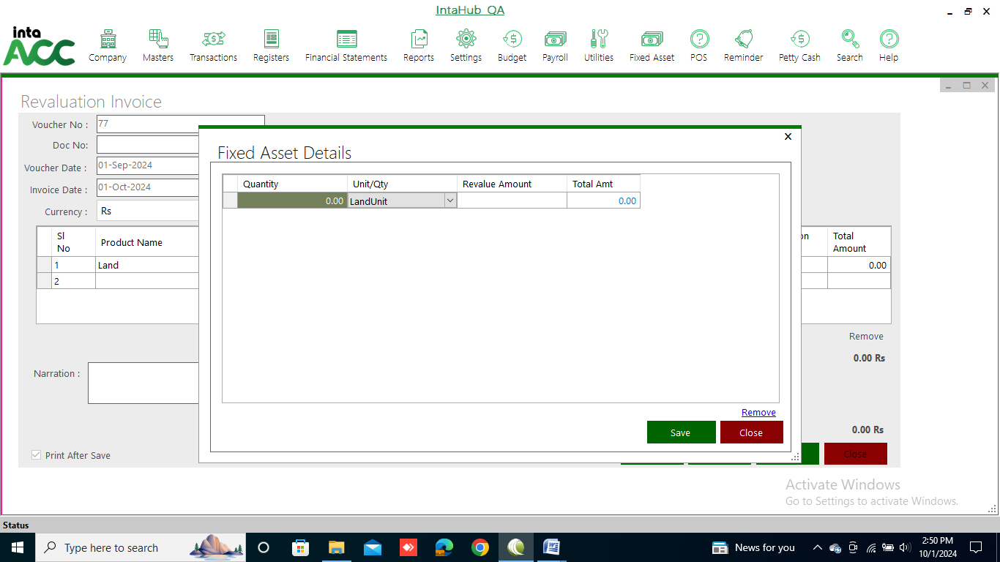 IntaHub_QA
inta
ACC
Company Masters Transactions Registers Financial Statements Reports Settings Budget Payroll Utilities Fixed Asset POS Reminder Petty Cash Search Help
Revaluation Invoice
Voucher No : 77
Doc No:
Voucher Date : 01-Sep-2024
Invoice Date : 01-Oct-2024
Currency : Rs
Sl No Product Name
1 Land
2
Narration :
Print After Save
Fixed Asset Details
Quantity Unit/Qty Revalue Amount Total Amt
0.00 LandUnit 0.00
Remove
Save Close
on Total Amount
0.00
Remove
0.00 Rs
0.00 Rs
Close
Activate Windows
Go to Settings to activate Windows.
Status
Type here to search
News for you
2:50 PM
10/1/2024